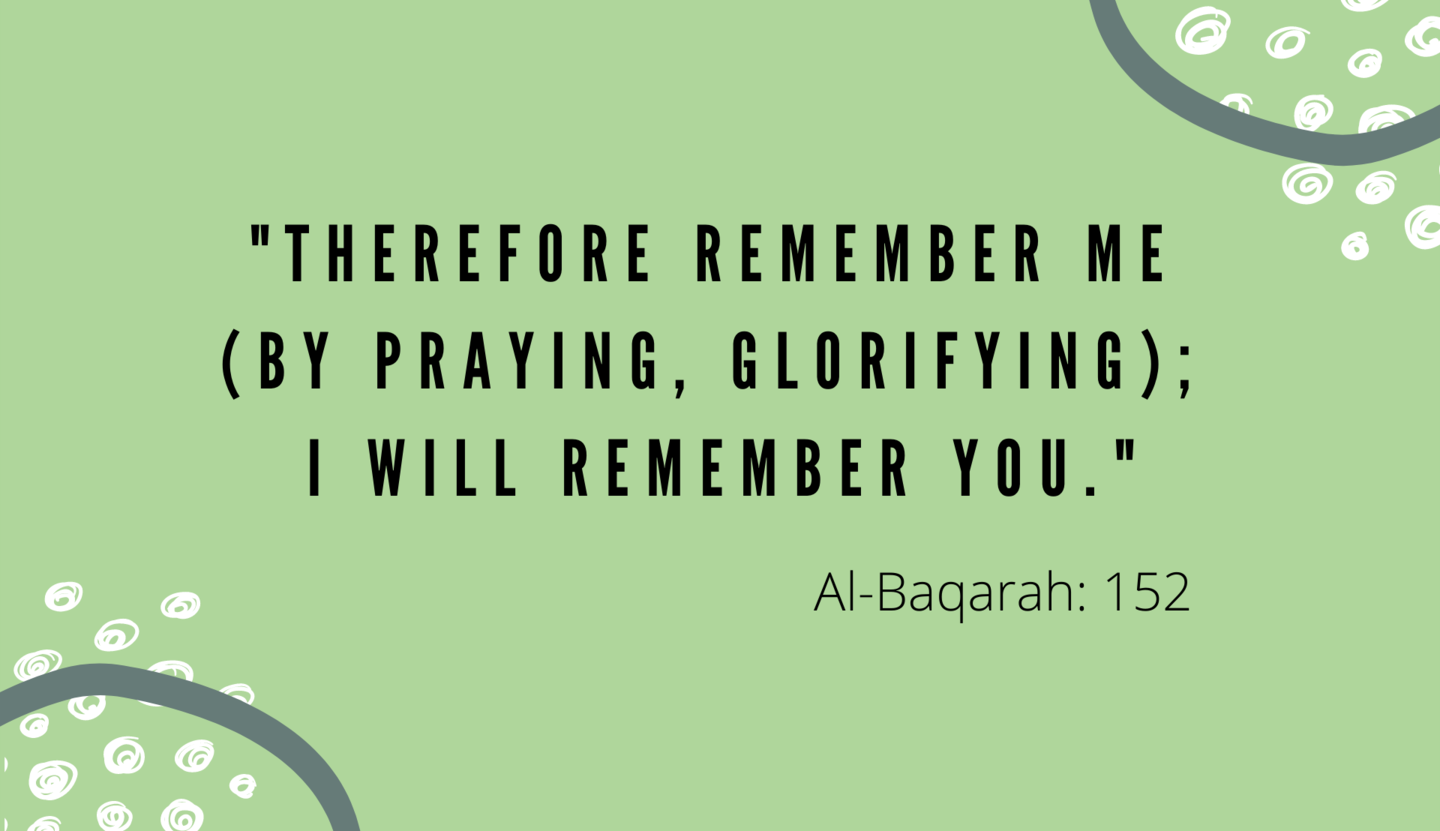 "THEREFORE REMEMBER ME
(BY PRAYING, GLORIFYING);
I WILL REMEMBER YOU."
Al-Baqarah: 152